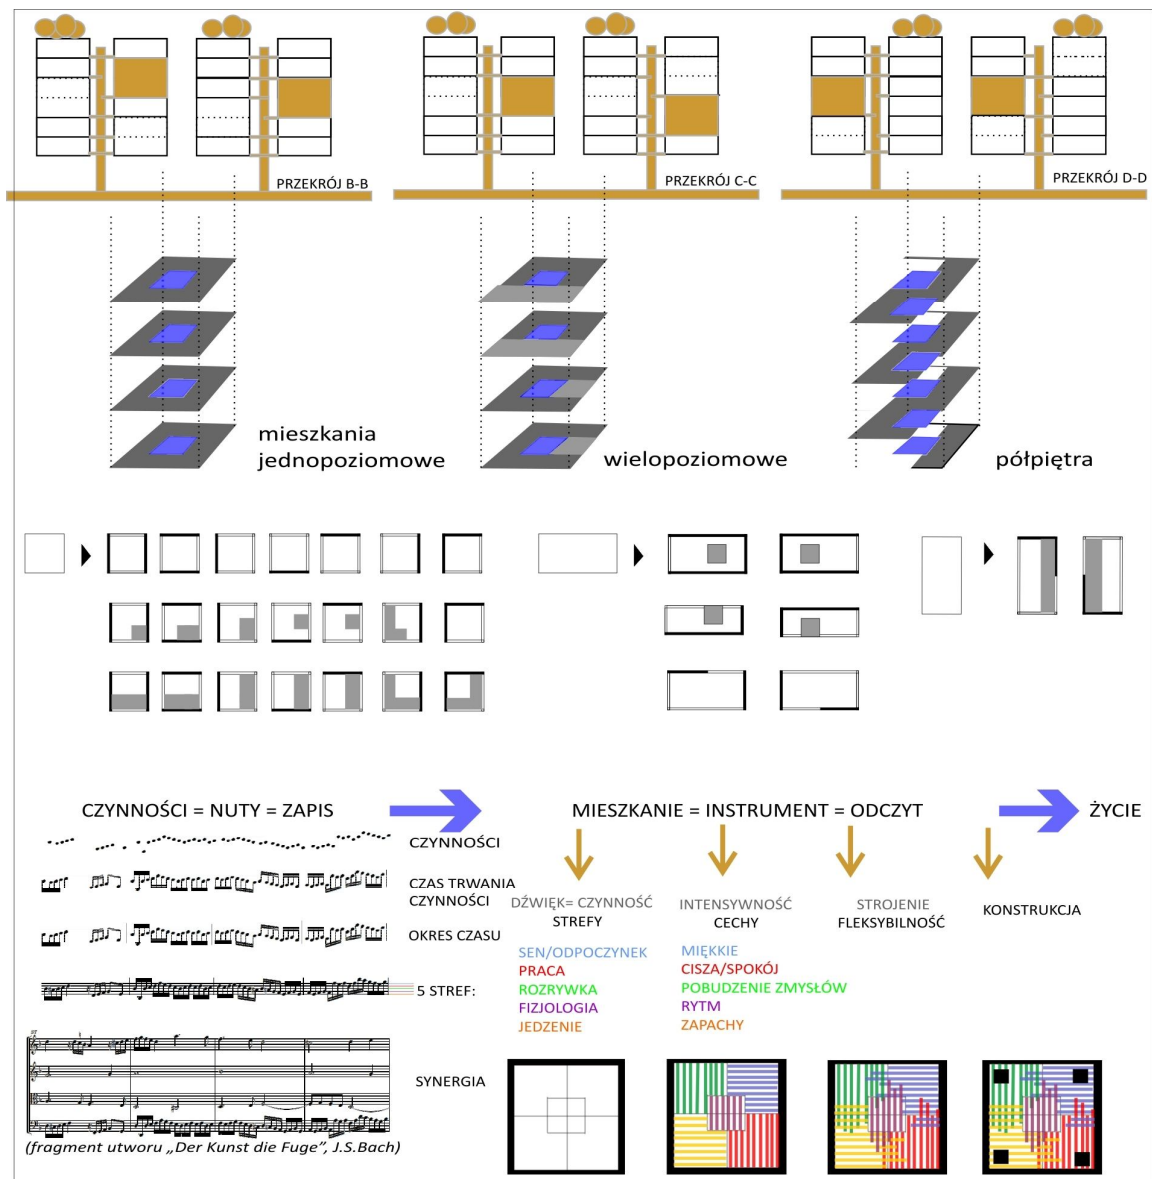 PRZEKRÓJ B-B
PRZEKRÓJ C-C
PRZEKRÓJ D-D
mieszkania
jednopoziomowe
wielopoziomowe
półpiętra
CZYNNOŚCI = NUTY = ZAPIS
MIESZKANIE = INSTRUMENT = ODCZYT
ŻYCIE
CZYNNOŚCI
CZAS TRWANIA
CZYNNOŚCI
OKRES CZASU
5 STREF:
SYNERGIA
(fragment utworu „Der Kunst die Fuge”, J.S.Bach)
DŹWIĘK= CZYNNOŚĆ
STREFY
SEN/ODPOCZYNEK
PRACA
ROZRYWKA
FIZJOLOGIA
JEDZENIE
INTENSYWNOŚĆ
CECHY
MIĘKKIE
CISZA/SPOKÓJ
POBUDZENIE ZMYSŁÓW
RYTM
ZAPACHY
STROJENIE
FLEKSYBILNOŚĆ
KONSTRUKCJA